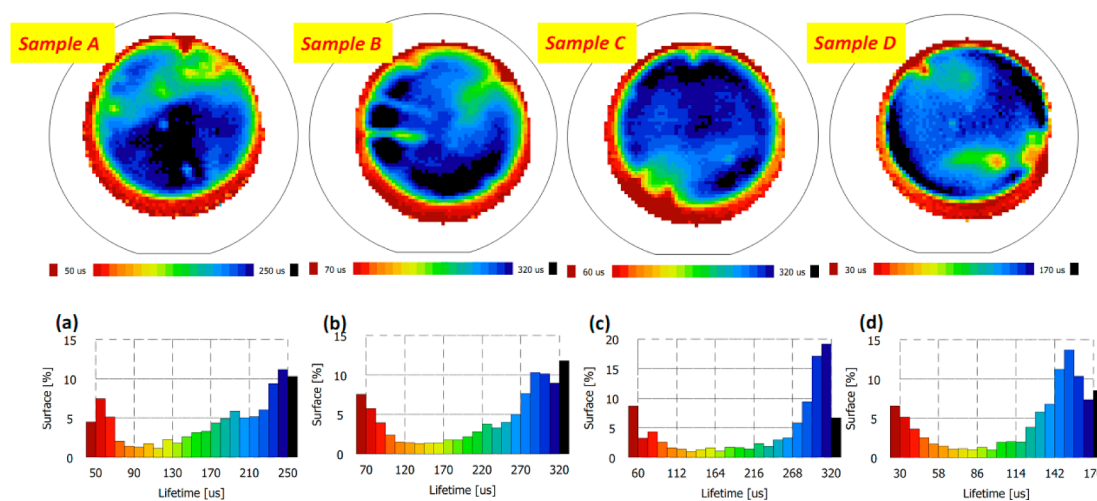 Sample A
Sample B
Sample C
Sample D
50 us
250 us
70 us
320 us
60 us
320 us
30 us
170 us
(a)
15
10
5
0
Surface [%]
50 90 130 170 210 250
Lifetime [us]
(b)
15
10
5
0
Surface [%]
70 120 170 220 270 320
Lifetime [us]
(c)
20
15
10
5
0
Surface [%]
60 112 164 216 268 320
Lifetime [us]
(d)
15
10
5
0
Surface [%]
30 58 86 114 142
Lifetime [us]